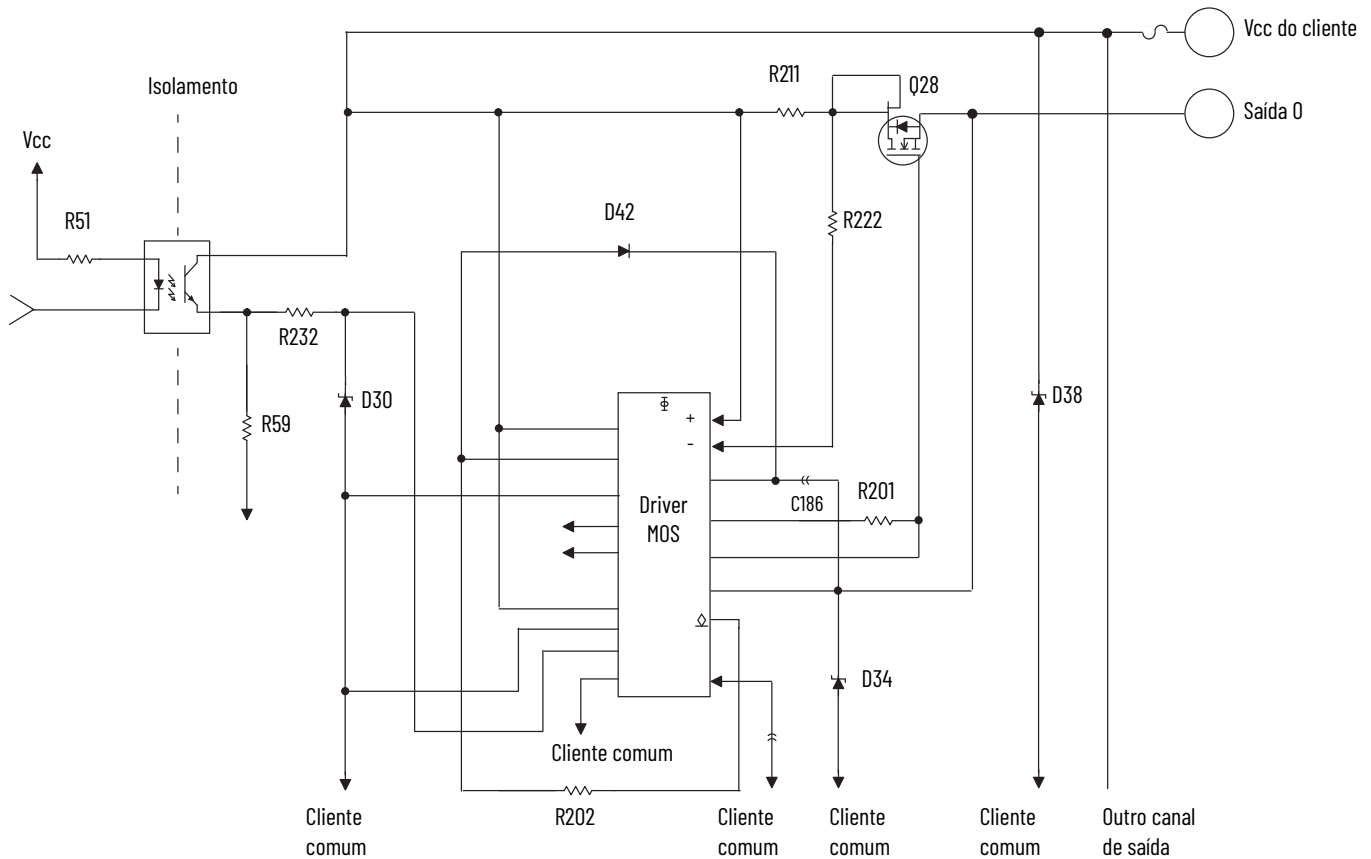 Vcc do cliente
R211
Q28
Isolamento
Saída 0
Vcc
D42
R51
R222
R232
D30
D38
R59
Φ
+
-
Driver
MOS
C186
R201
D34
Cliente comum
Cliente
comum
R202
Cliente
comum
Cliente
comum
Cliente
comum
Outro canal
de saída